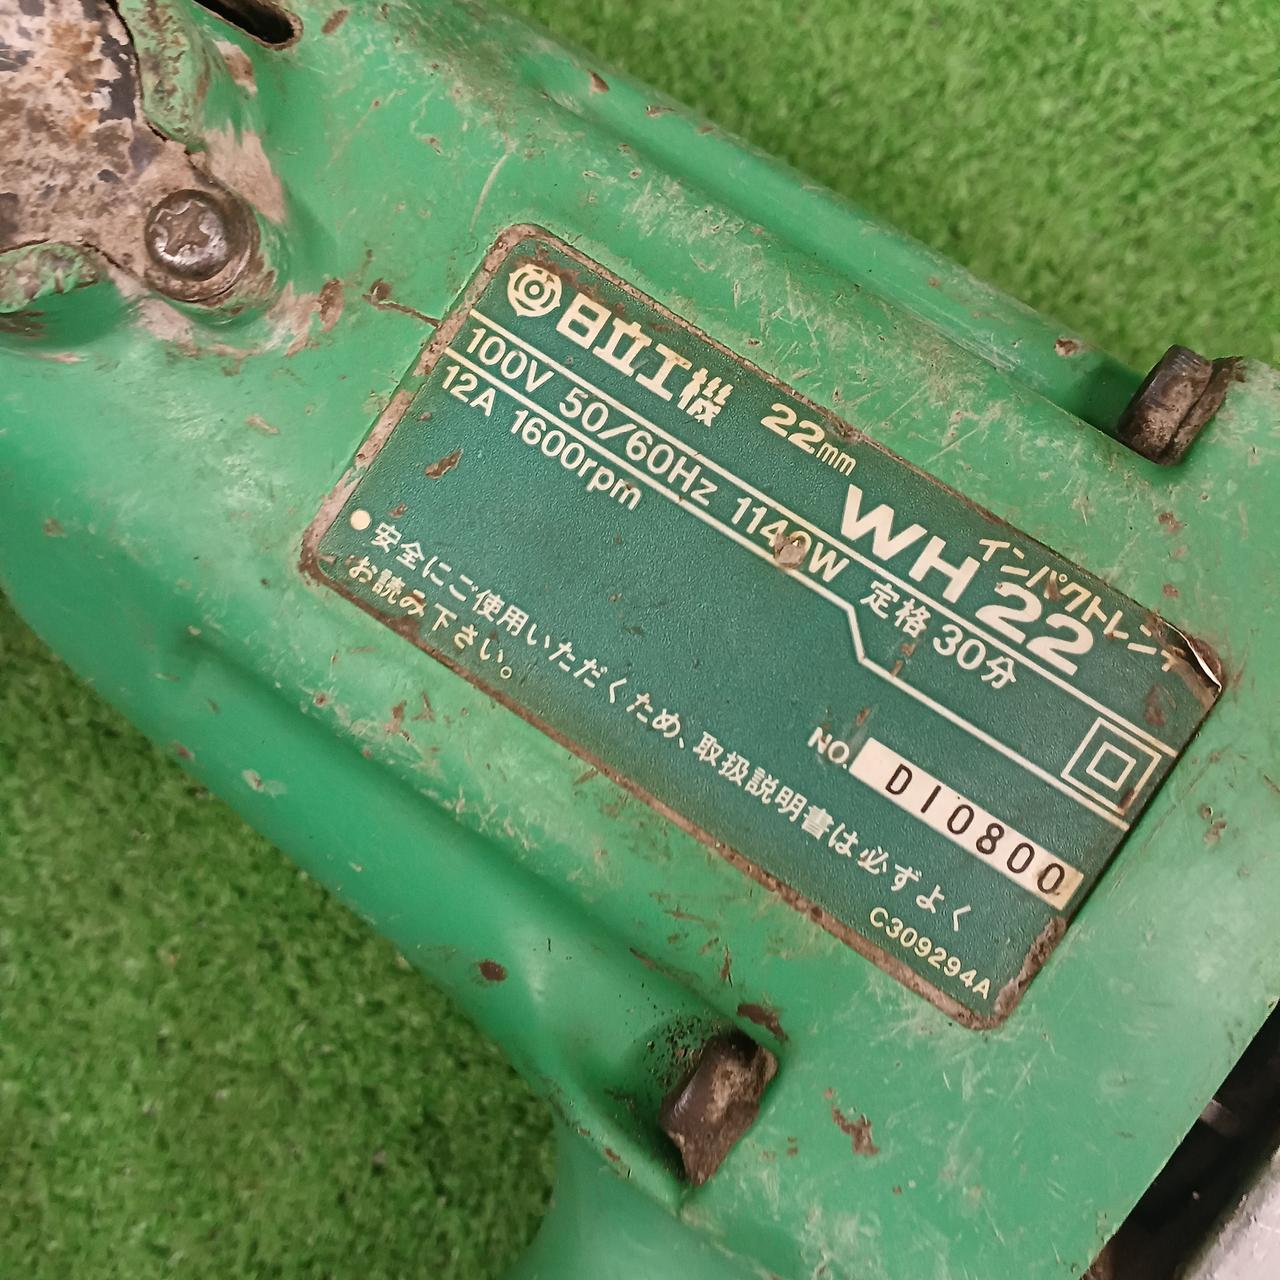 日立工機 22mm WH22 インパクトレンチ
100V 50/60Hz 1140W 定格 30分
12A 1600rpm
NO. D10800
●安全にご使用いただくため、取扱説明書は必ずよく
お読み下さい。
C309294A